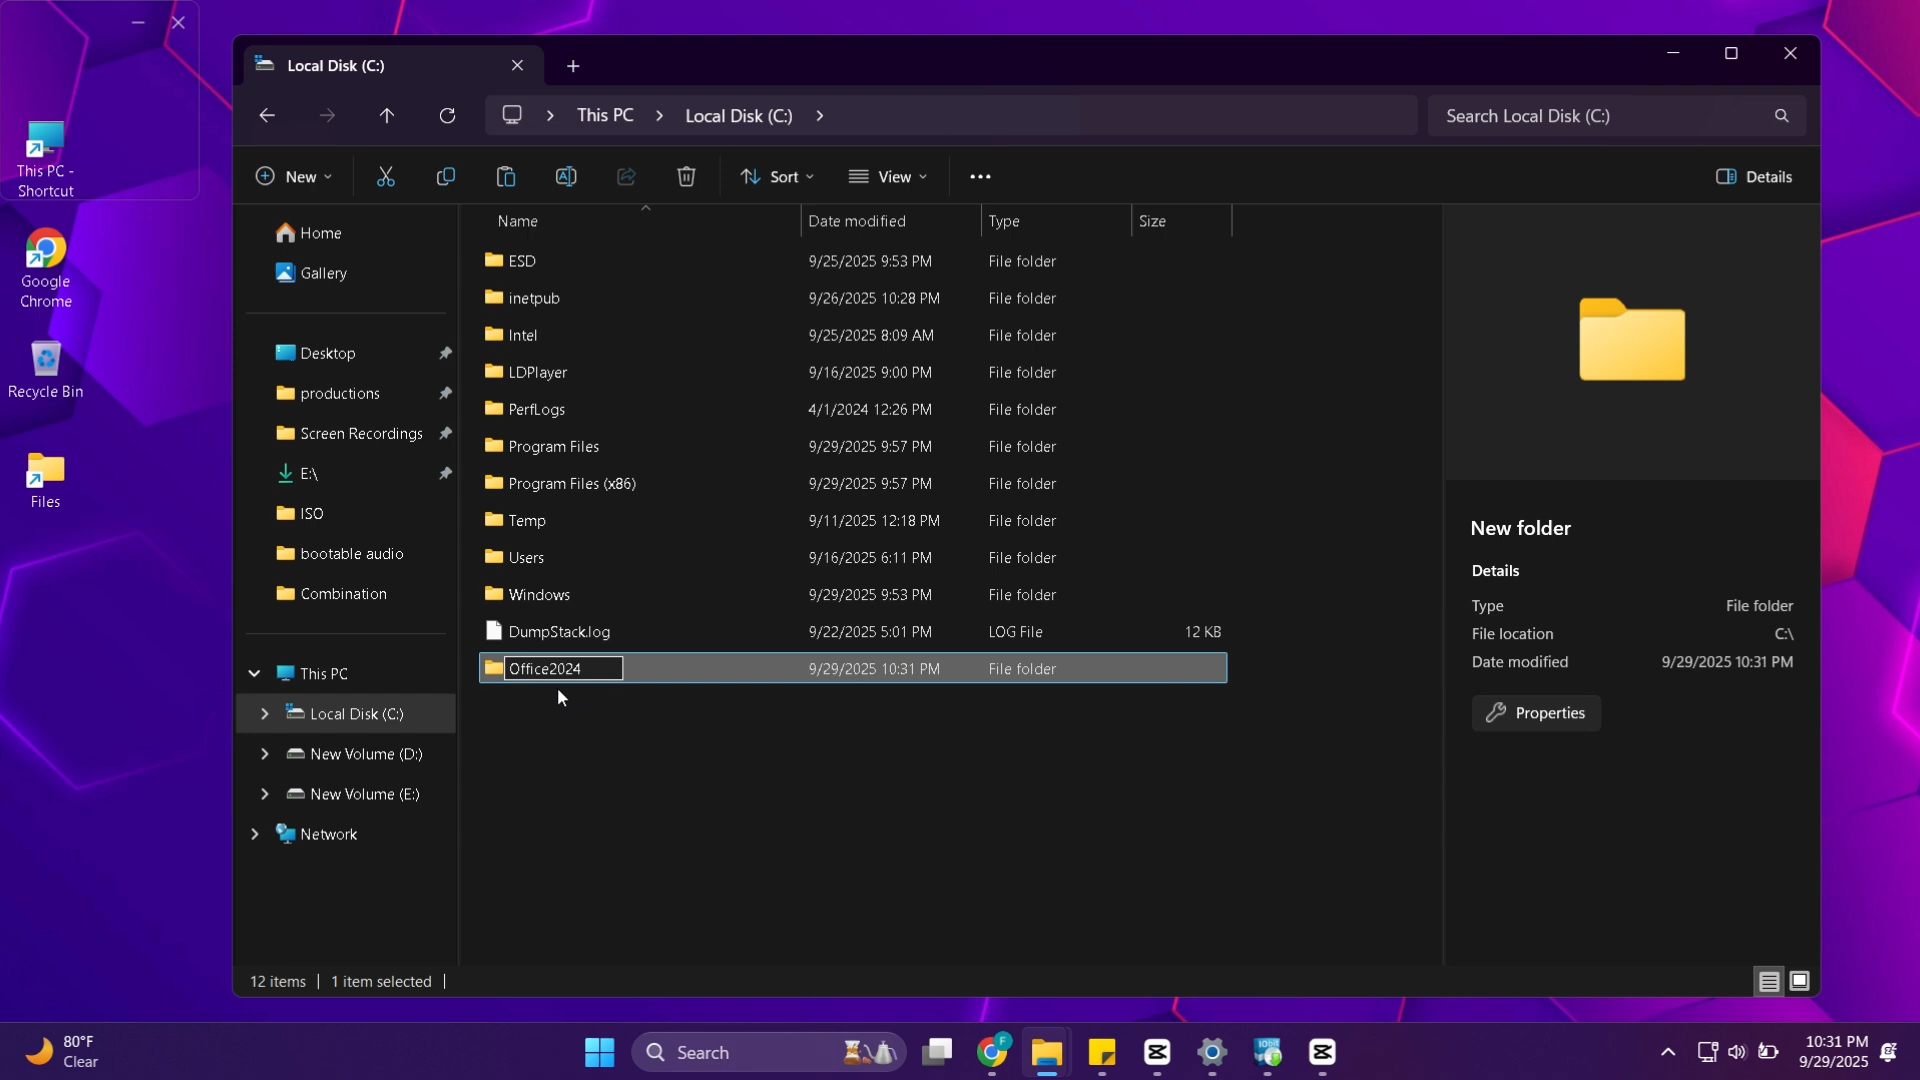 Local Disk (C:)
This PC
Local Disk (C:)
Search Local Disk (C:)
New
Sort
View
Details
This PC -
Shortcut
Google
Chrome
Recycle Bin
Files
Home
Gallery
Desktop
productions
Screen Recordings
E:\
ISO
bootable audio
Combination
This PC
Local Disk (C:)
New Volume (D:)
New Volume (E:)
Network
Name Date modified Type Size
ESD 9/25/2025 9:53 PM File folder
inetpub 9/26/2025 10:28 PM File folder
Intel 9/25/2025 8:09 AM File folder
LDPlayer 9/16/2025 9:00 PM File folder
PerfLogs 4/1/2024 12:26 PM File folder
Program Files 9/29/2025 9:57 PM File folder
Program Files (x86) 9/29/2025 9:57 PM File folder
Temp 9/11/2025 12:18 PM File folder
Users 9/16/2025 6:11 PM File folder
Windows 9/29/2025 9:53 PM File folder
DumpStack.log 9/22/2025 5:01 PM LOG File 12 KB
Office2024 9/29/2025 10:31 PM File folder
New folder
Details
Type File folder
File location C:\
Date modified 9/29/2025 10:31 PM
Properties
12 items 1 item selected
80°F
Clear
Search
F
IObit
10:31 PM
9/29/2025